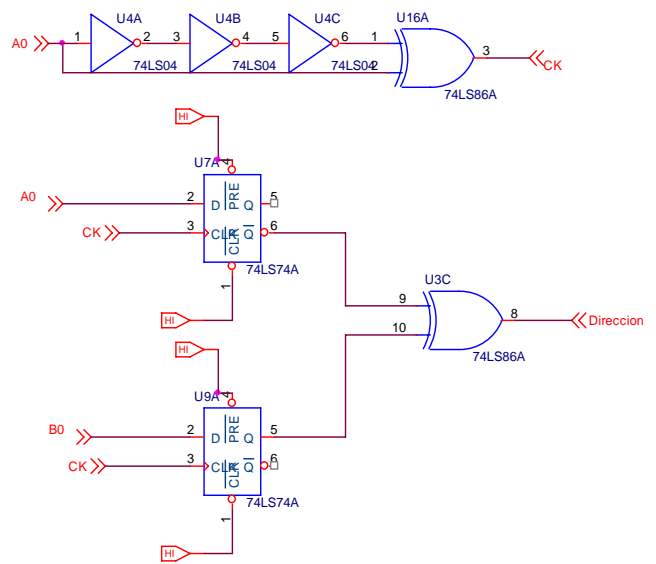 U4A U4B U4C U16A
A0 1 2 3 4 5 6 1 3 CK
74LS04 74LS04 74LS04 2
74LS86A
HI
U7A 4
A0 2 D PRE Q 5
CK 3 CLK CLR Q 6
1 74LS74A
U3C
9
10 8 Direccion
74LS86A
HI
HI
U9A 4
B0 2 D PRE Q 5
CK 3 CLK CLR Q 6
1 74LS74A
HI